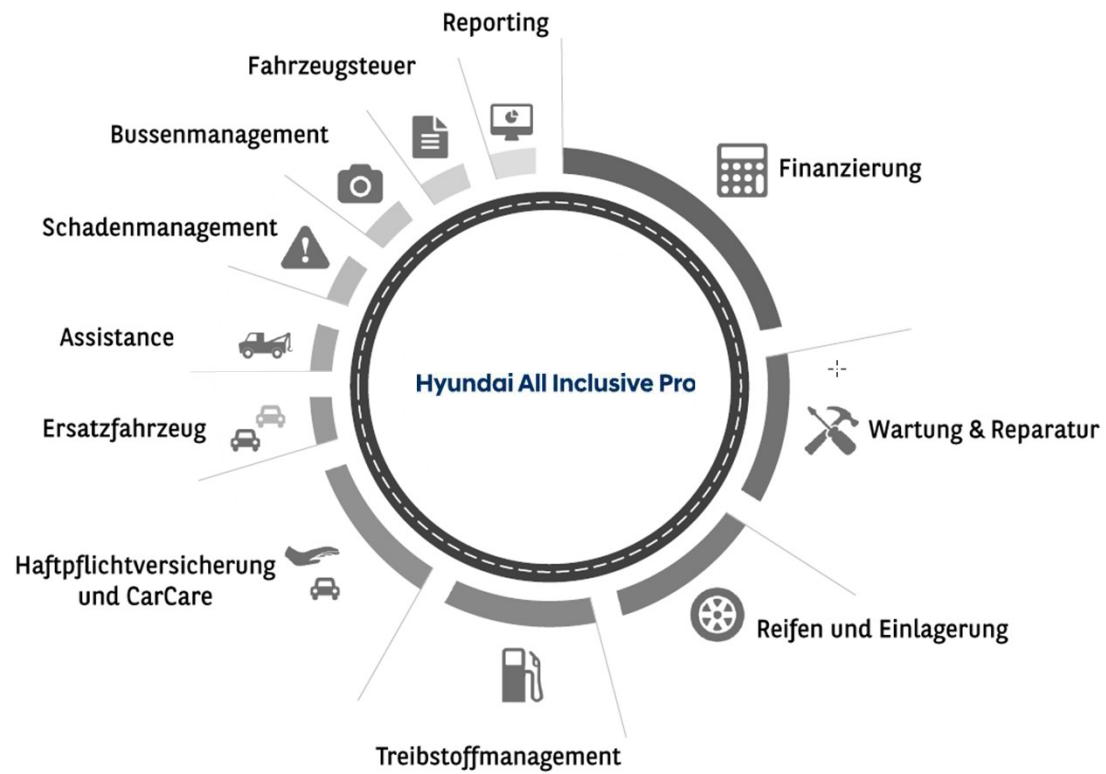 Reporting
Fahrzeugsteuer
Bussenmanagement
Finanzierung
Schadenmanagement
Assistance
Hyundai All Inclusive Pro
Ersatzfahrzeug
Wartung & Reparatur
Haftpflichtversicherung
und CarCare
Reifen und Einlagerung
Treibstoffmanagement